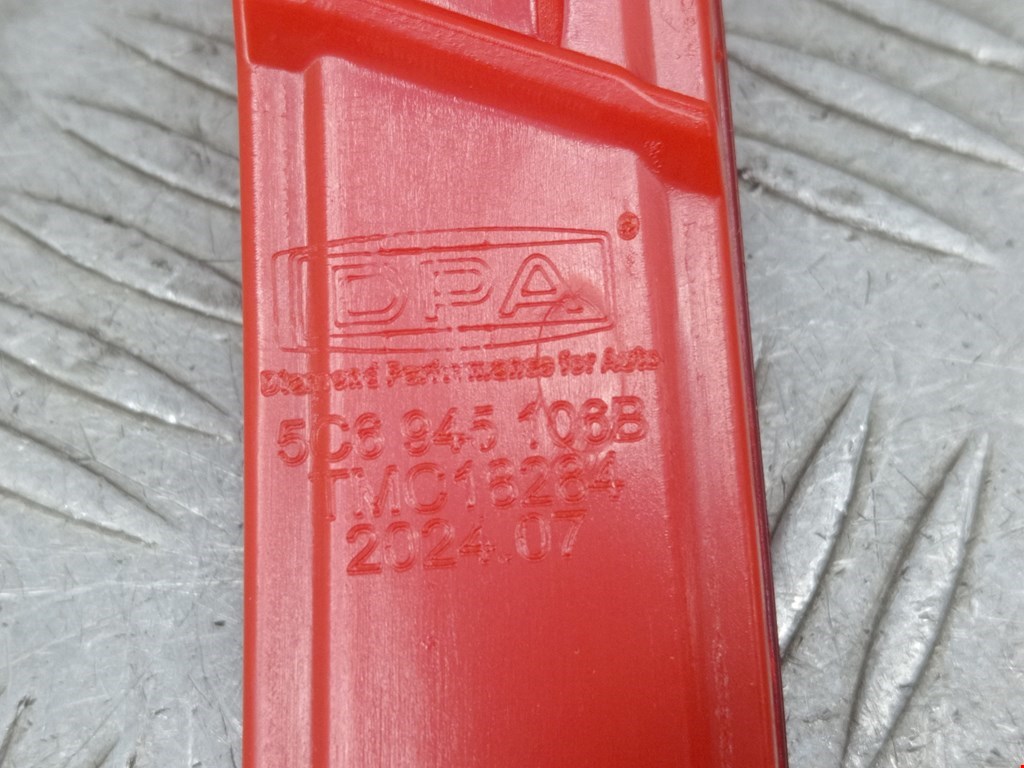 DPA®
Diamond Performance for Auto
5C6 945 106B
TMC16284
2024.07